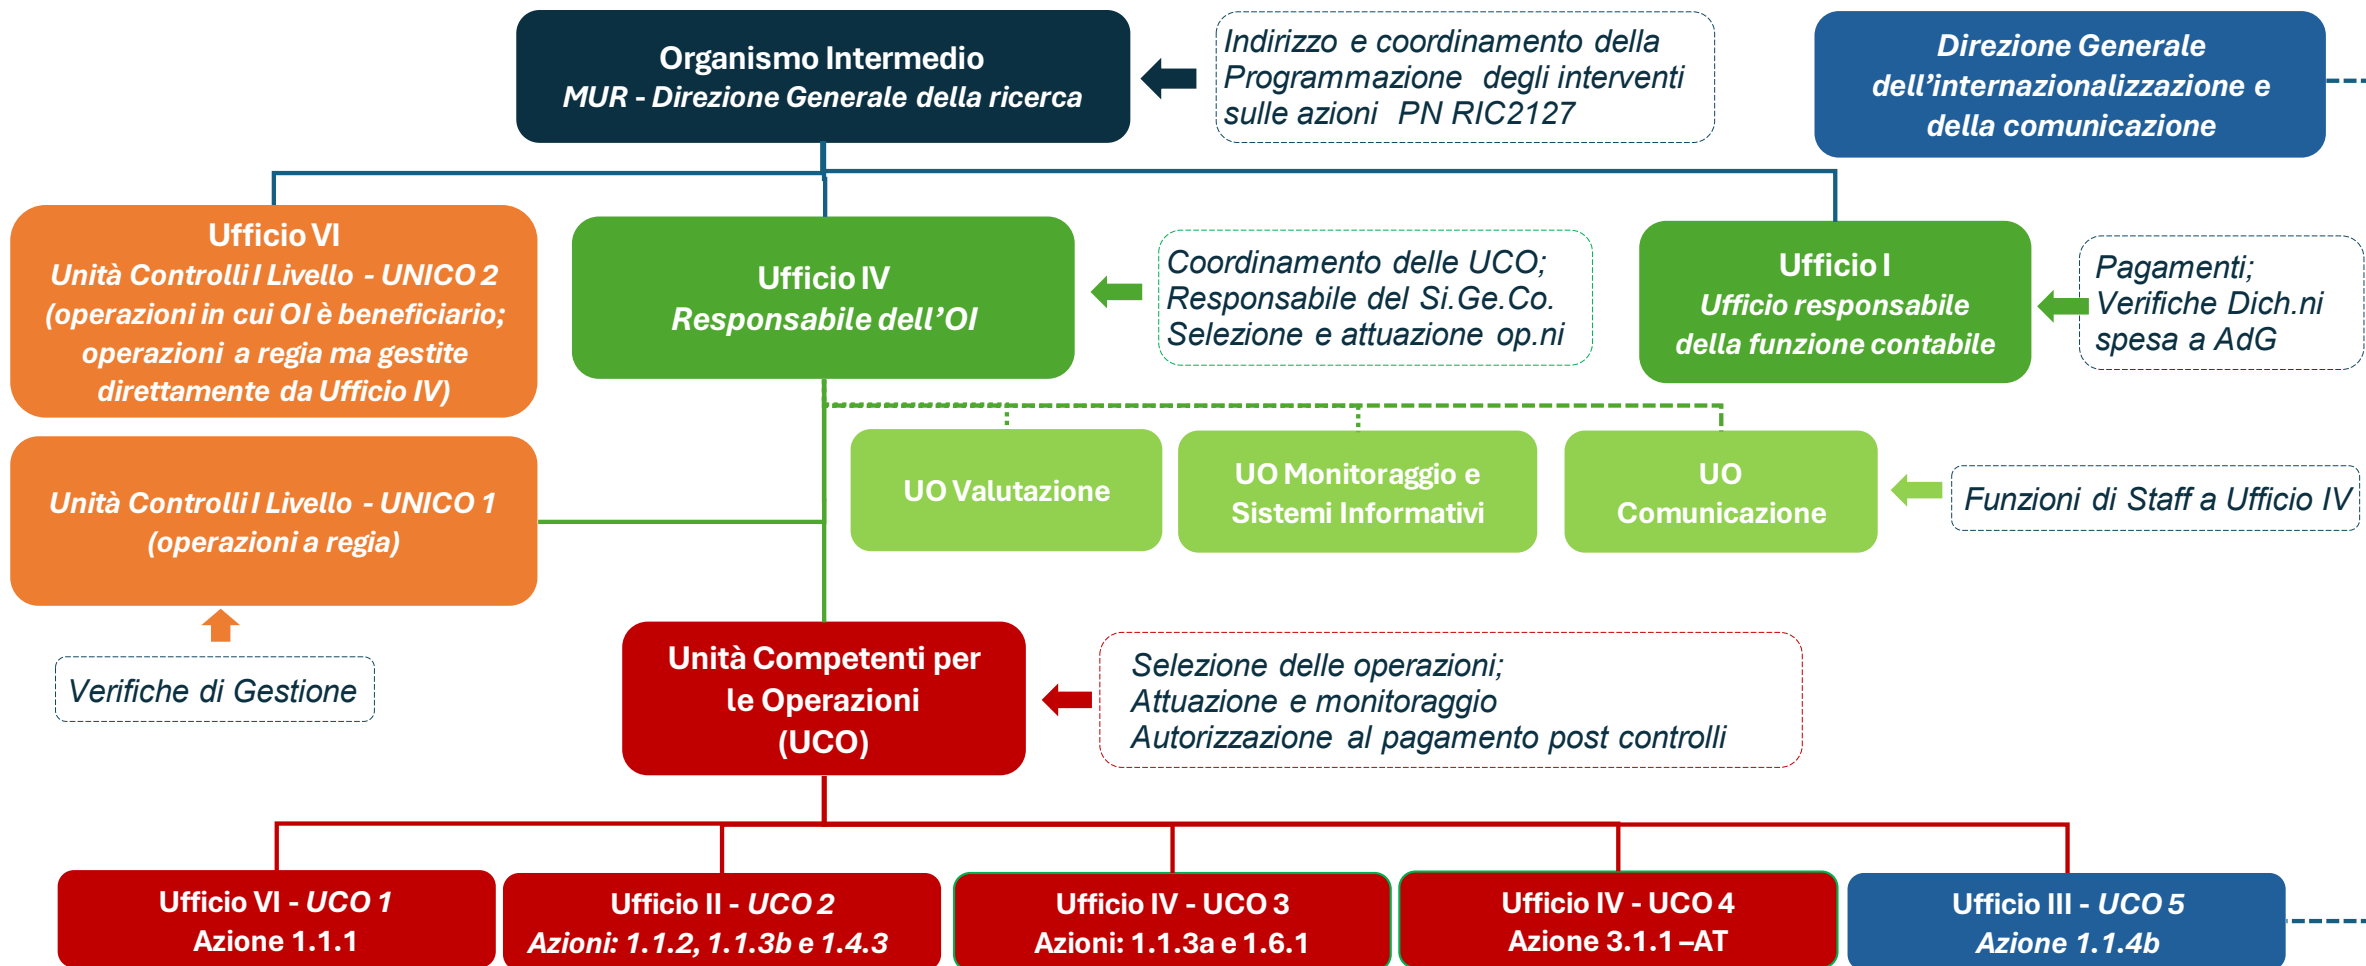 Organismo Intermedio
MUR - Direzione Generale della ricerca
Indirizzo e coordinamento della
Programmazione degli interventi
sulle azioni PN RIC2127
Direzione Generale
dell'internazionalizzazione e
della comunicazione
Ufficio VI
Unità Controlli I Livello - UNICO 2
(operazioni in cui OI è beneficiario;
operazioni a regia ma gestite
direttamente da Ufficio IV)
Ufficio IV
Responsabile dell'OI
Coordinamento delle UCO;
Responsabile del Si.Ge.Co.
Selezione e attuazione op.ni
Ufficio I
Ufficio responsabile
della funzione contabile
Pagamenti;
Verifiche Dich.ni
spesa a AdG
Unità Controlli I Livello - UNICO 1
(operazioni a regia)
UO Valutazione
UO Monitoraggio e
Sistemi Informativi
UO
Comunicazione
Funzioni di Staff a Ufficio IV
Verifiche di Gestione
Unità Competenti per
le Operazioni
(UCO)
Selezione delle operazioni;
Attuazione e monitoraggio
Autorizzazione al pagamento post controlli
Ufficio VI - UCO 1
Azione 1.1.1
Ufficio II - UCO 2
Azioni: 1.1.2, 1.1.3b e 1.4.3
Ufficio IV - UCO 3
Azioni: 1.1.3a e 1.6.1
Ufficio IV - UCO 4
Azione 3.1.1 –AT
Ufficio III - UCO 5
Azione 1.1.4b